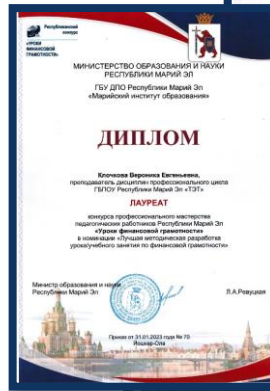 Республиканский
конкурс
«УРОКИ
ФИНАНСОВОЙ
ГРАМОТНОСТИ»
МИНИСТЕРСТВО ОБРАЗОВАНИЯ И НАУКИ
РЕСПУБЛИКИ МАРИЙ ЭЛ
ГБУ ДПО Республики Марий Эл
«Марийский институт образования»
ДИПЛОМ
Клочкова Вероника Евгеньевна,
преподаватель дисциплин профессионального цикла
ГБПОУ Республики Марий Эл «ТЭТ»
ЛАУРЕАТ
конкурса профессионального мастерства
педагогических работников Республики Марий Эл
«Уроки финансовой грамотности»
в номинации «Лучшая методическая разработка
урока/учебного занятия по финансовой грамотности»
Министр образования и науки
Республики Марий Эл
Л.А.Ревуцкая
Приказ от 31.01.2023 года № 70
Йошкар-Ола